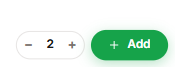 − 2 + + Add